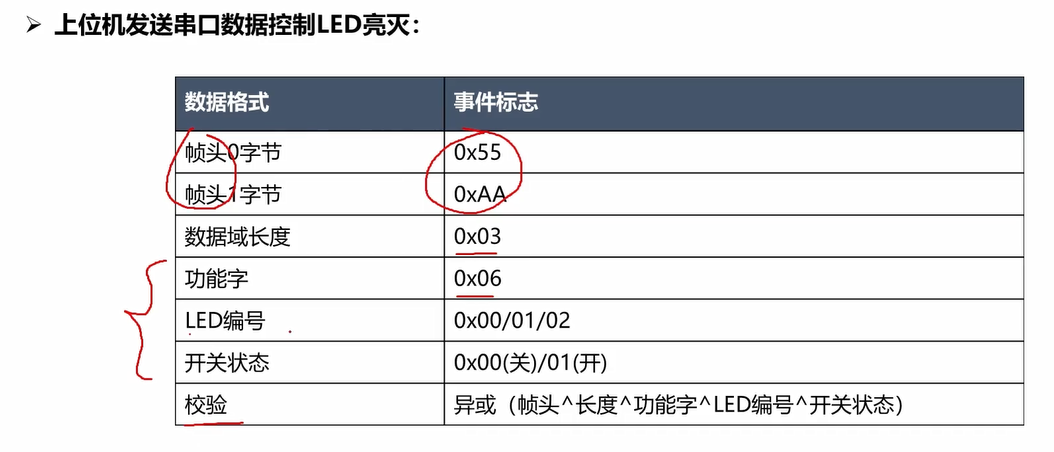 ➢ 上位机发送串口数据控制LED亮灭：
数据格式 事件标志
帧头0字节 0x55
帧头1字节 0xAA
数据域长度 0x03
功能字 0x06
LED编号 0x00/01/02
开关状态 0x00(关)/01(开)
校验 异或（帧头^长度^功能字^LED编号^开关状态）